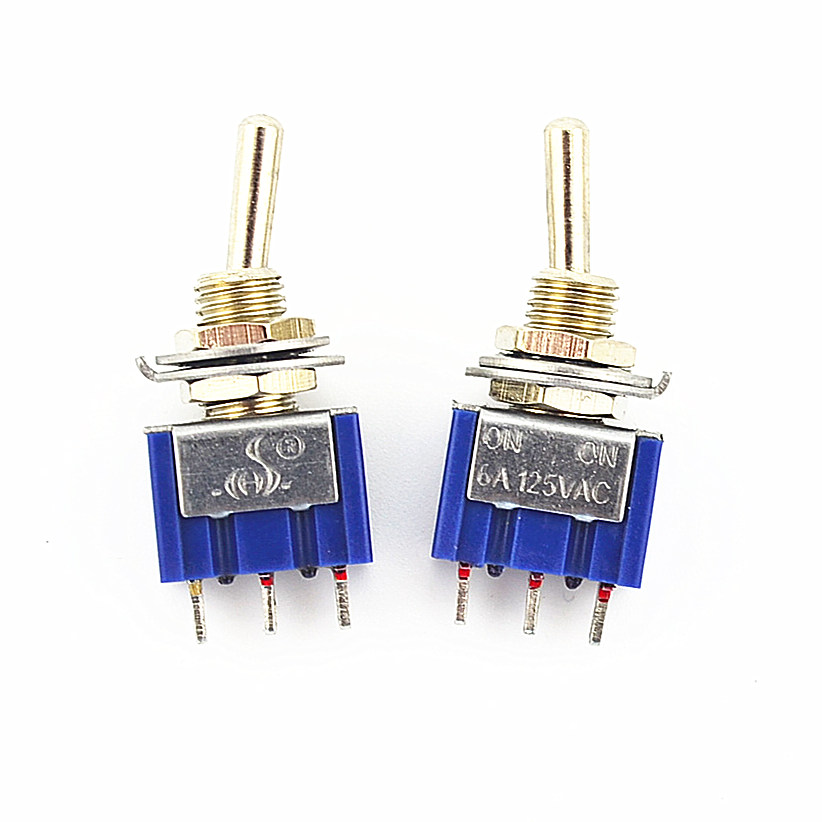 -(H)- S ®
ON ON
6A 125VAC